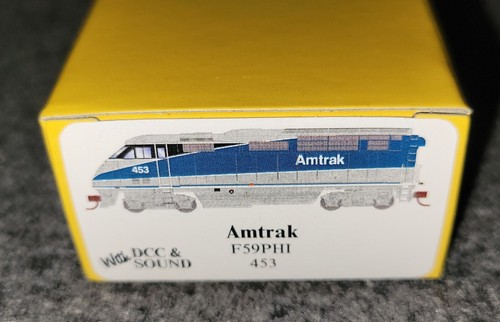 Amtrak
453
Amtrak
F59PHI
With DCC &
SOUND
453